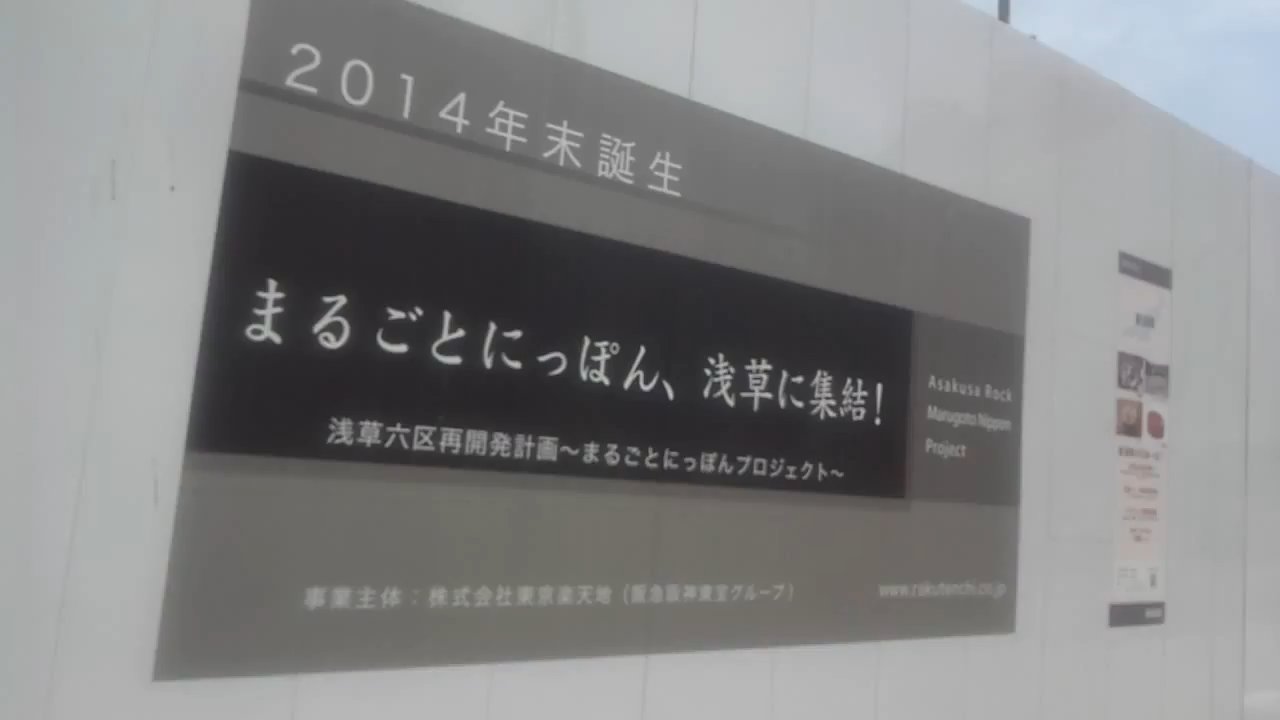 2014年末誕生
まるごとにっぽん、浅草に集結!
浅草六区再開発計画〜まるごとにっぽんプロジェクト〜
Asakusa Rock
Marugoto Nippon
Project
事業主体：株式会社東京楽天地（阪急阪神東宝グループ）
www.rakutenchi.co.jp